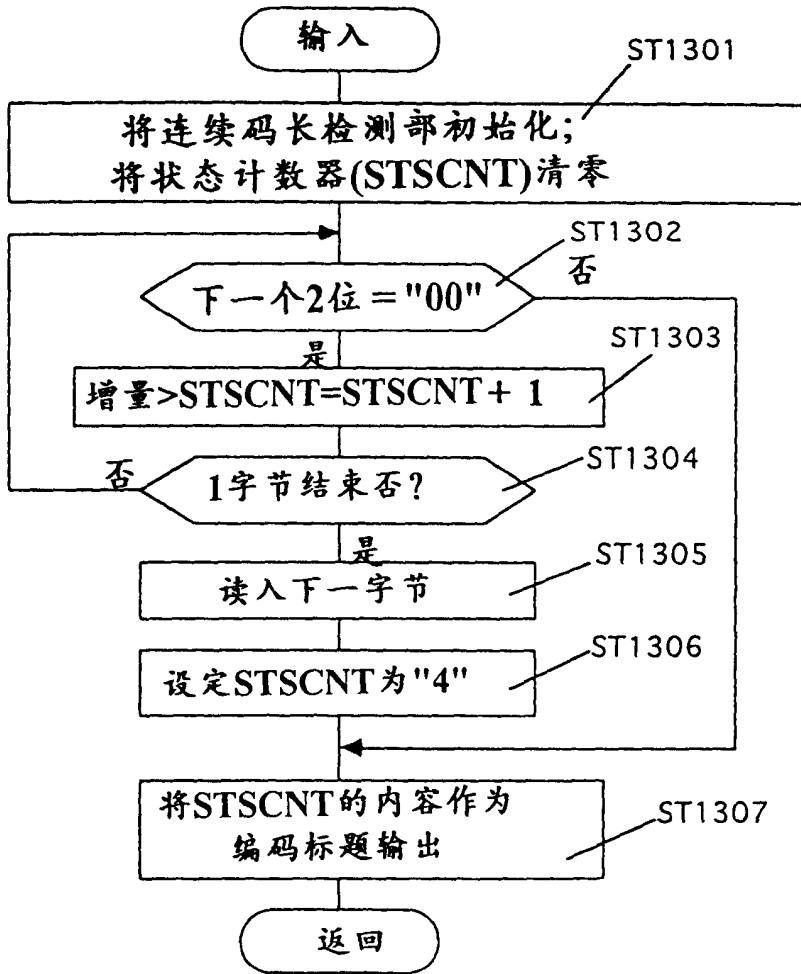 输入
ST1301
将连续码长检测部初始化;
将状态计数器(STSCNT)清零
ST1302
下一个2位="00"
否
是
ST1303
增量>STSCNT=STSCNT+ 1
ST1304
否
1字节结束否?
是
ST1305
读入下一字节
ST1306
设定STSCNT为"4"
将STSCNT的内容作为
编码标题输出
ST1307
返回